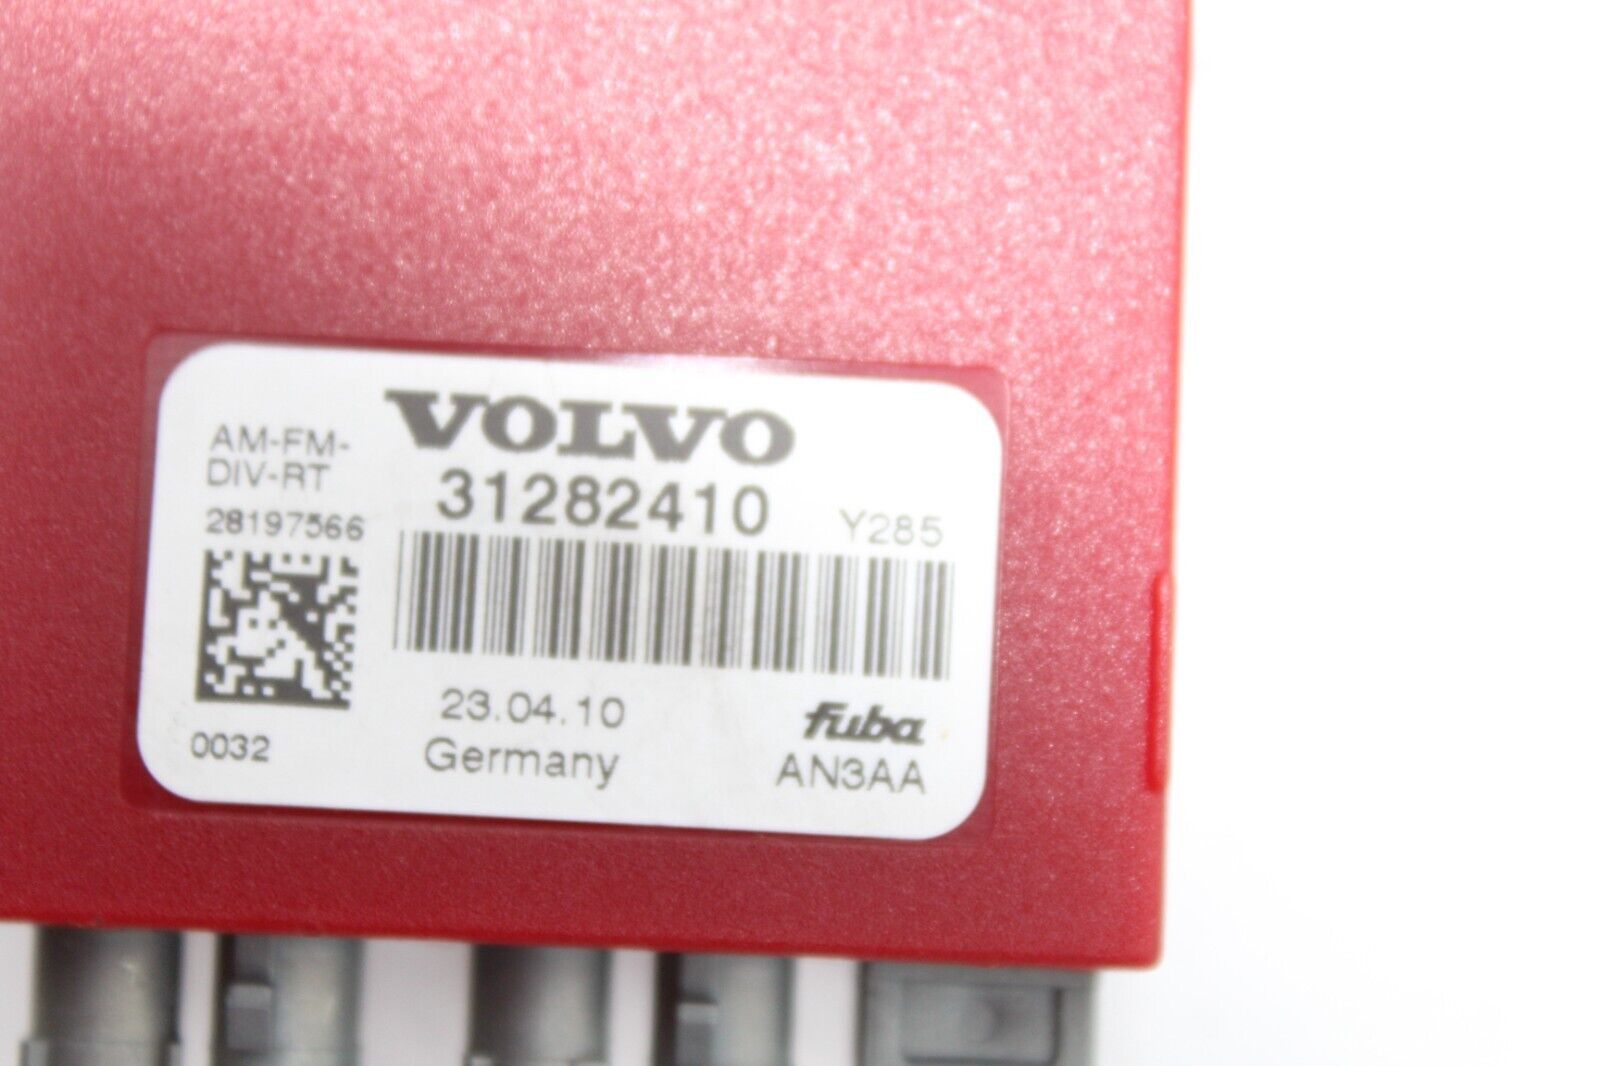 VOLVO
AM-FM-
DIV-RT
31282410
28197566
Y285
0032
23.04.10
Germany
fuba
AN3AA